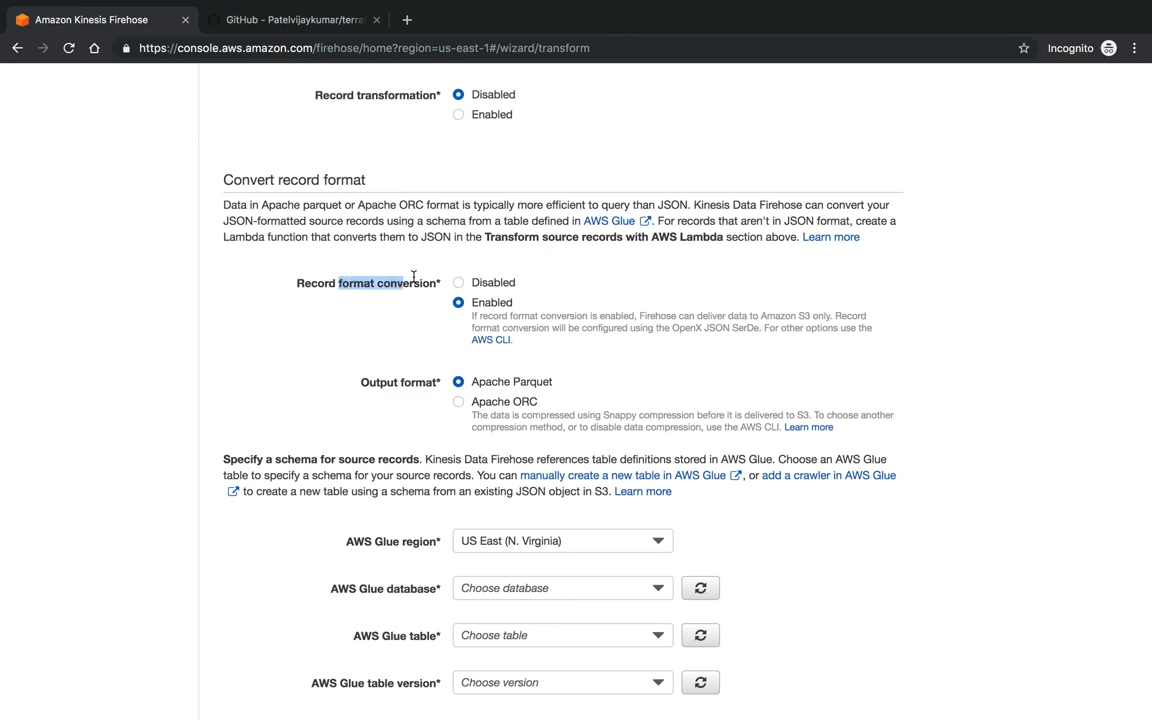 Amazon Kinesis Firehose
GitHub - Patelvijaykumar/terra
https://console.aws.amazon.com/firehose/home?region=us-east-1#/wizard/transform
Incognito
Record transformation*
Disabled
Enabled
Convert record format
Data in Apache parquet or Apache ORC format is typically more efficient to query than JSON. Kinesis Data Firehose can convert your
JSON-formatted source records using a schema from a table defined in AWS Glue. For records that aren't in JSON format, create a
Lambda function that converts them to JSON in the Transform source records with AWS Lambda section above. Learn more
Record format conversion*
Disabled
Enabled
If record format conversion is enabled, Firehose can deliver data to Amazon S3 only. Record
format conversion will be configured using the OpenX JSON SerDe. For other options use the
AWS CLI.
Output format*
Apache Parquet
Apache ORC
The data is compressed using Snappy compression before it is delivered to S3. To choose another
compression method, or to disable data compression, use the AWS CLI. Learn more
Specify a schema for source records. Kinesis Data Firehose references table definitions stored in AWS Glue. Choose an AWS Glue
table to specify a schema for your source records. You can manually create a new table in AWS Glue, or add a crawler in AWS Glue
to create a new table using a schema from an existing JSON object in S3. Learn more
AWS Glue region*
US East (N. Virginia)
AWS Glue database*
Choose database
AWS Glue table*
Choose table
AWS Glue table version*
Choose version